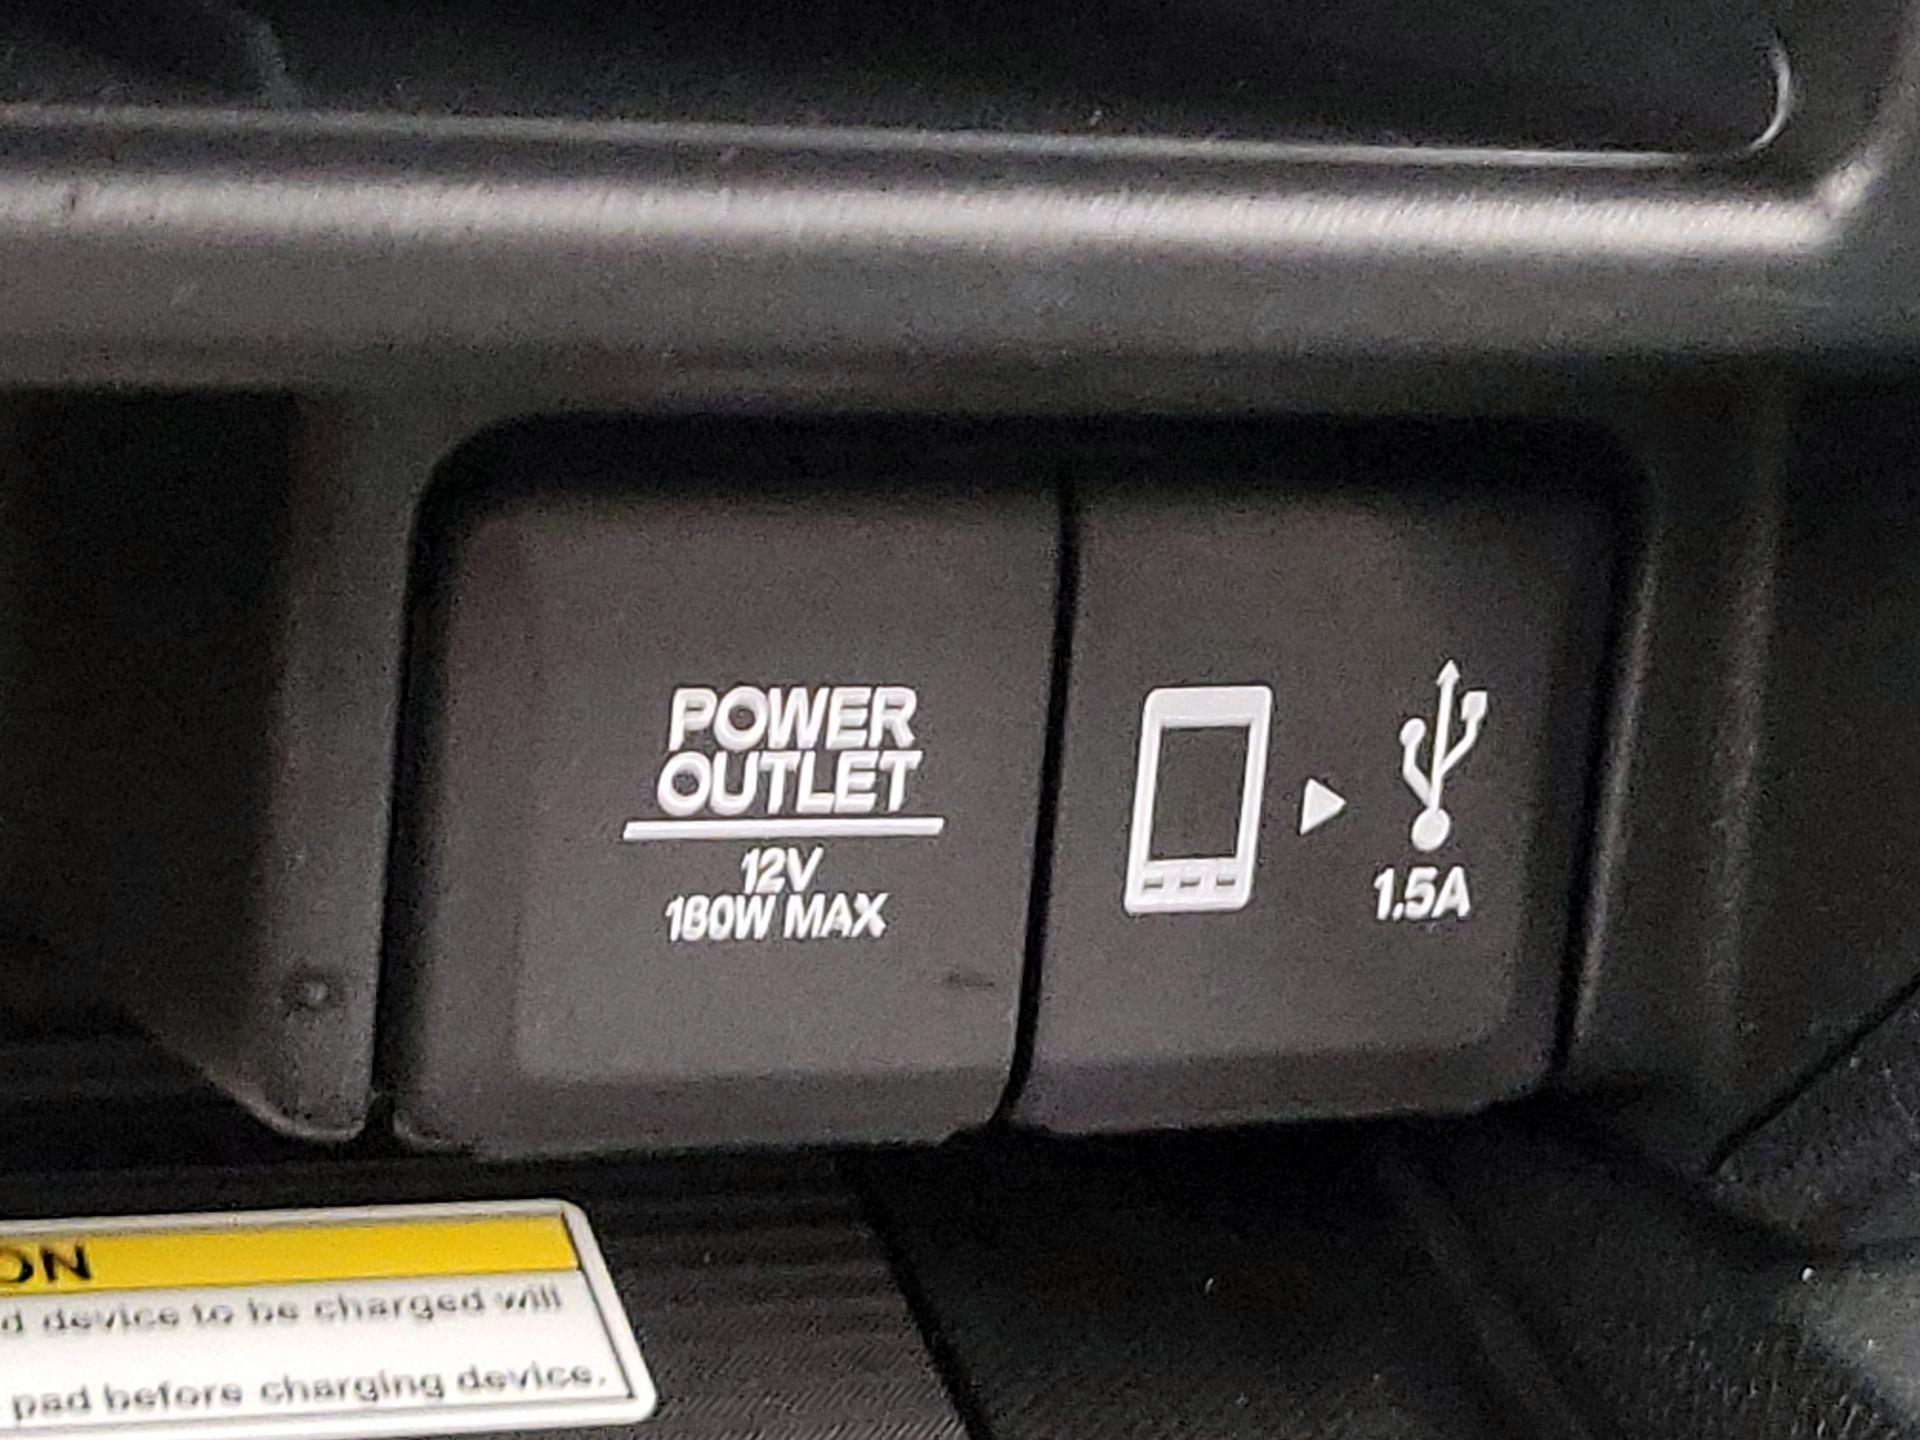 POWER
OUTLET
12V
180W MAX
1.5A
ON
d device to be charged will
pad before charging device.